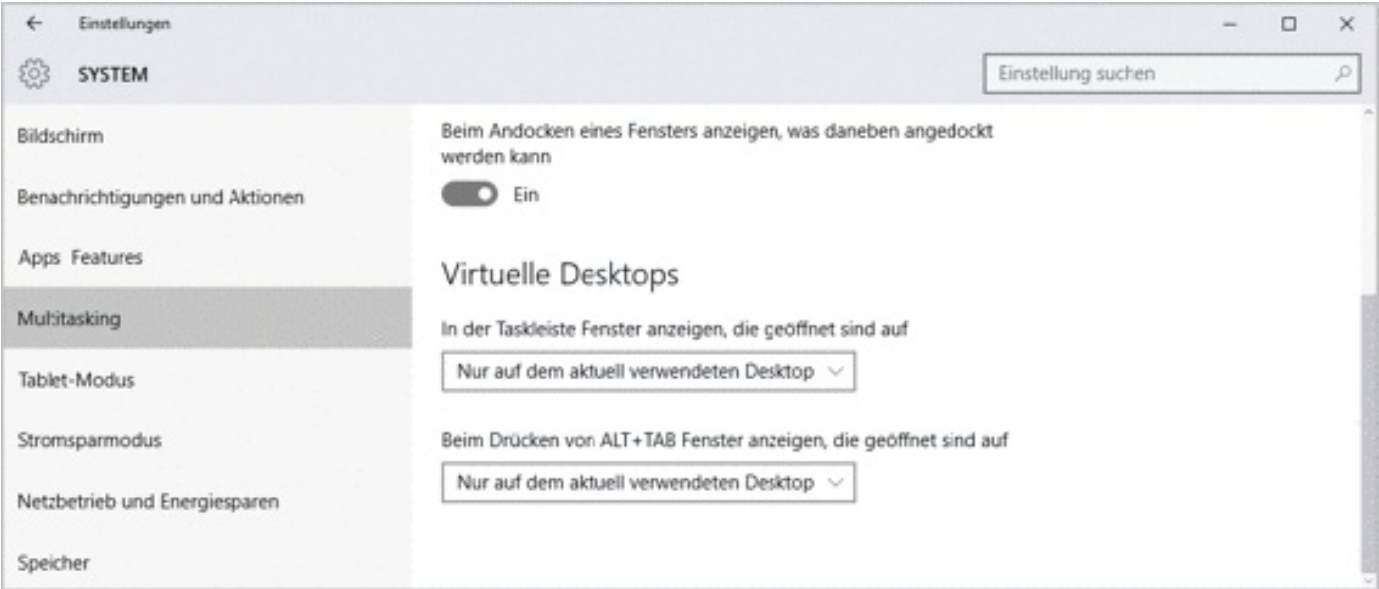 Einstellungen
SYSTEM
Einstellung suchen
Bildschirm
Benachrichtigungen und Aktionen
Apps Features
Multitasking
Tablet-Modus
Stromsparmodus
Netzbetrieb und Energiesparen
Speicher
Beim Andocken eines Fensters anzeigen, was daneben angedockt
werden kann
Ein
Virtuelle Desktops
In der Taskleiste Fenster anzeigen, die geöffnet sind auf
Nur auf dem aktuell verwendeten Desktop
Beim Drücken von ALT+TAB Fenster anzeigen, die geöffnet sind auf
Nur auf dem aktuell verwendeten Desktop